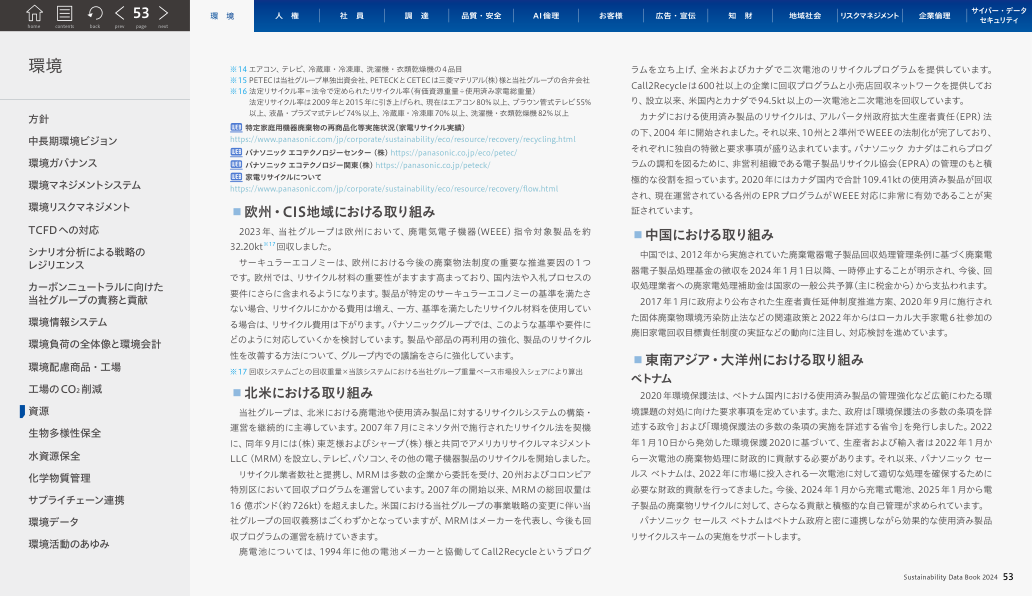 home
contents
back
prev
53
page
next
環 境
人 権
社 員
調 達
品質・安全
AI倫理
お客様
広告・宣伝
知 財
地域社会
リスクマネジメント
企業倫理
サイバー・データ
セキュリティ
環境
方針
中長期環境ビジョン
環境ガバナンス
環境マネジメントシステム
環境リスクマネジメント
TCFDへの対応
シナリオ分析による戦略の
レジリエンス
カーボンニュートラルに向けた
当社グループの責務と貢献
環境情報システム
環境負荷の全体像と環境会計
環境配慮商品・工場
工場のCO2削減
資源
生物多様性保全
水資源保全
化学物質管理
サプライチェーン連携
環境データ
環境活動のあゆみ
※14 エアコン、テレビ、冷蔵庫・冷凍庫、洗濯機・衣類乾燥機の4品目
※15 PETECは当社グループ単独出資会社、PETECKとCETECは三菱マテリアル(株)様と当社グループの合弁会社
※16 法定リサイクル率＝法令で定められたリサイクル率(有価資源重量÷使用済み家電総重量)
法定リサイクル率は2009年と2015年に引き上げられ、現在はエアコン80%以上、ブラウン管式テレビ55%
以上、液晶・プラズマ式テレビ74%以上、冷蔵庫・冷凍庫70%以上、洗濯機・衣類乾燥機82%以上
特定家庭用機器廃棄物の再商品化等実施状況(家電リサイクル実績)
https://www.panasonic.com/jp/corporate/sustainability/eco/resource/recovery/recycling.html
パナソニック エコテクノロジーセンター(株) https://panasonic.co.jp/eco/petec/
パナソニック エコテクノロジー関東(株) https://panasonic.co.jp/peteck/
家電リサイクルについて
https://www.panasonic.com/jp/corporate/sustainability/eco/resource/recovery/flow.html
■欧州・CIS地域における取り組み
2023年、当社グループは欧州において、廃電気電子機器(WEEE)指令対象製品を約
32.20kt※17回収しました。
サーキュラーエコノミーは、欧州における今後の廃棄物法制度の重要な推進要因の1つ
です。欧州では、リサイクル材料の重要性がますます高まっており、国内法や入札プロセスの
要件にさらに含まれるようになります。製品が特定のサーキュラーエコノミーの基準を満たさ
ない場合、リサイクルにかかる費用は増え、一方、基準を満たしたリサイクル材料を使用してい
る場合は、リサイクル費用は下がります。パナソニックグループでは、このような基準や要件に
どのように対応していくかを検討しています。製品や部品の再利用の強化、製品のリサイクル
性を改善する方法について、グループ内での議論をさらに強化しています。
※17 回収システムごとの回収重量×当該システムにおける当社グループ重量ベース市場投入シェアにより算出
■北米における取り組み
当社グループは、北米における廃電池や使用済み製品に対するリサイクルシステムの構築・
運営を継続的に主導しています。2007年7月にミネソタ州で施行されたリサイクル法を契機
に、同年9月には(株)東芝様およびシャープ(株)様と共同でアメリカリサイクルマネジメント
LLC (MRM)を設立し、テレビ、パソコン、その他の電子機器製品のリサイクルを開始しました。
リサイクル業者数社と提携し、MRMは多数の企業から委託を受け、20州およびコロンビア
特別区において回収プログラムを運営しています。2007年の開始以来、MRMの総回収量は
16 億ポンド(約726kt)を超えました。米国における当社グループの事業戦略の変更に伴い当
社グループの回収義務はごくわずかとなっていますが、MRMはメーカーを代表し、今後も回
収プログラムの運営を続けていきます。
廃電池については、1994年に他の電池メーカーと協働してCall2Recycleというプログ
ラムを立ち上げ、全米およびカナダで二次電池のリサイクルプログラムを提供しています。
Call2Recycleは600社以上の企業に回収プログラムと小売店回収ネットワークを提供してお
り、設立以来、米国内とカナダで94.5kt以上の一次電池と二次電池を回収しています。
カナダにおける使用済み製品のリサイクルは、アルバータ州政府拡大生産者責任(EPR)法
の下、2004年に開始されました。それ以来、10州と2準州でWEEEの法制化が完了しており、
それぞれに独自の特徴と要求事項が盛り込まれています。パナソニック カナダはこれらプログ
ラムの調和を図るために、非営利組織である電子製品リサイクル協会(EPRA)の管理のもと積
極的な役割を担っています。2020年にはカナダ国内で合計109.41ktの使用済み製品が回収
され、現在運営されている各州のEPRプログラムがWEEE対応に非常に有効であることが実
証されています。
■中国における取り組み
中国では、2012年から実施されていた廃棄電器電子製品回収処理管理条例に基づく廃棄電
器電子製品処理基金の徴収を2024年1月1日以降、一時停止することが明示され、今後、回
収処理業者への廃家電処理補助金は国家の一般公共予算(主に税金から)から支払われます。
2017年1月に政府より公布された生産者責任延伸制度推進方案、2020年9月に施行され
た固体廃棄物環境汚染防止法などの関連政策と2022年からはローカル大手家電6社参加の
廃旧家電回収目標責任制度の実証などの動向に注目し、対応検討を進めています。
■東南アジア・大洋州における取り組み
ベトナム
2020年環境保護法は、ベトナム国内における使用済み製品の管理強化など広範にわたる環
境課題の対処に向けた要求事項を定めています。また、政府は「環境保護法の多数の条項を詳
述する政令」および「環境保護法の多数の条項の実施を詳述する省令」を発行しました。2022
年1月10日から発効した環境保護2020に基づいて、生産者および輸入者は2022年1月か
ら一次電池の廃棄物処理に財政的に貢献する必要があります。それ以来、パナソニック セー
ルス ベトナムは、2022年に市場に投入される一次電池に対して適切な処理を確保するために
必要な財政的貢献を行ってきました。今後、2024年1月から充電式電池、2025年1月から電
子製品の廃棄物リサイクルに対して、さらなる貢献と積極的な自己管理が求められています。
パナソニック セールス ベトナムはベトナム政府と密に連携しながら効果的な使用済み製品
リサイクルスキームの実施をサポートします。
Sustainability Data Book 2024 53